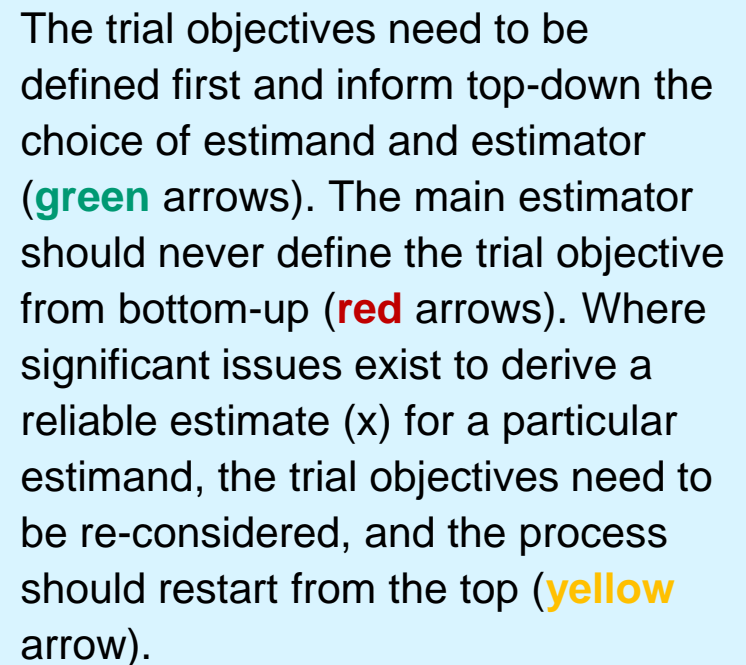 The trial objectives need to be
defined first and inform top-down the
choice of estimand and estimator
(green arrows). The main estimator
should never define the trial objective
from bottom-up (red arrows). Where
significant issues exist to derive a
reliable estimate (x) for a particular
estimand, the trial objectives need to
be re-considered, and the process
should restart from the top (yellow
arrow).